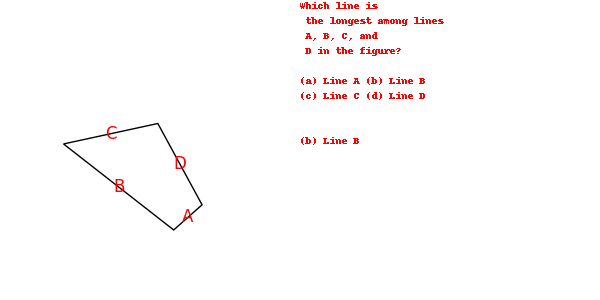 Which line is
the longest among lines
A, B, C, and
D in the figure?
(a) Line A (b) Line B
(c) Line C (d) Line D
(b) Line B
C
D
B
A